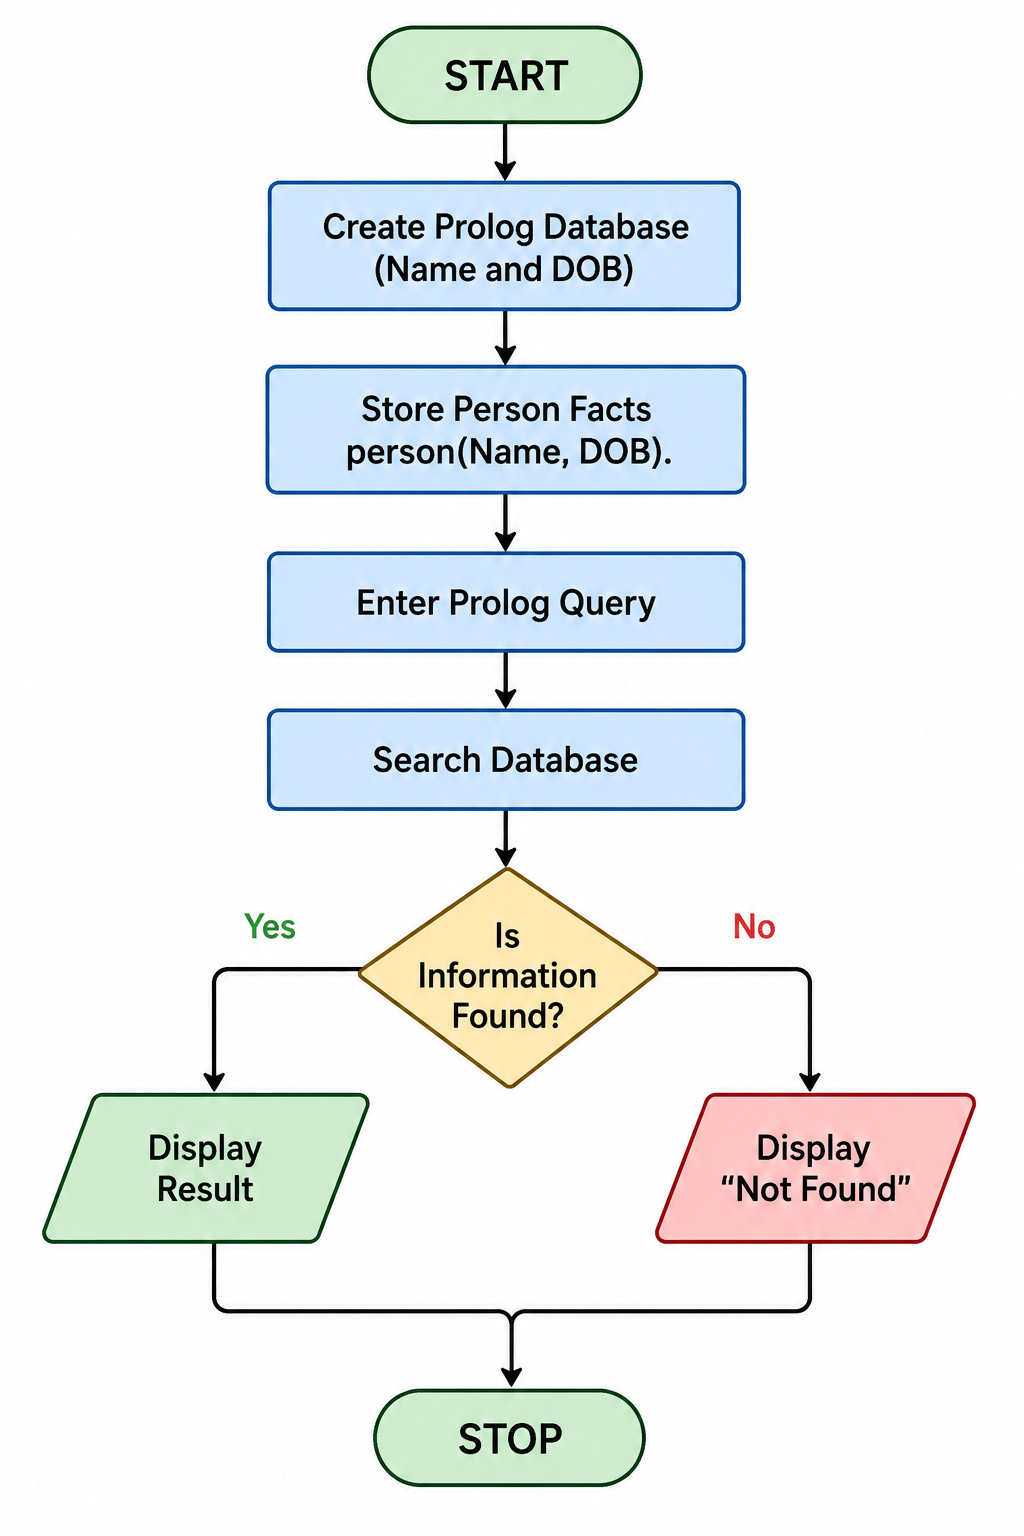 START
Create Prolog Database
(Name and DOB)
Store Person Facts
person(Name, DOB).
Enter Prolog Query
Search Database
Is
Information
Found?
Yes
No
Display
Result
Display
“Not Found”
STOP